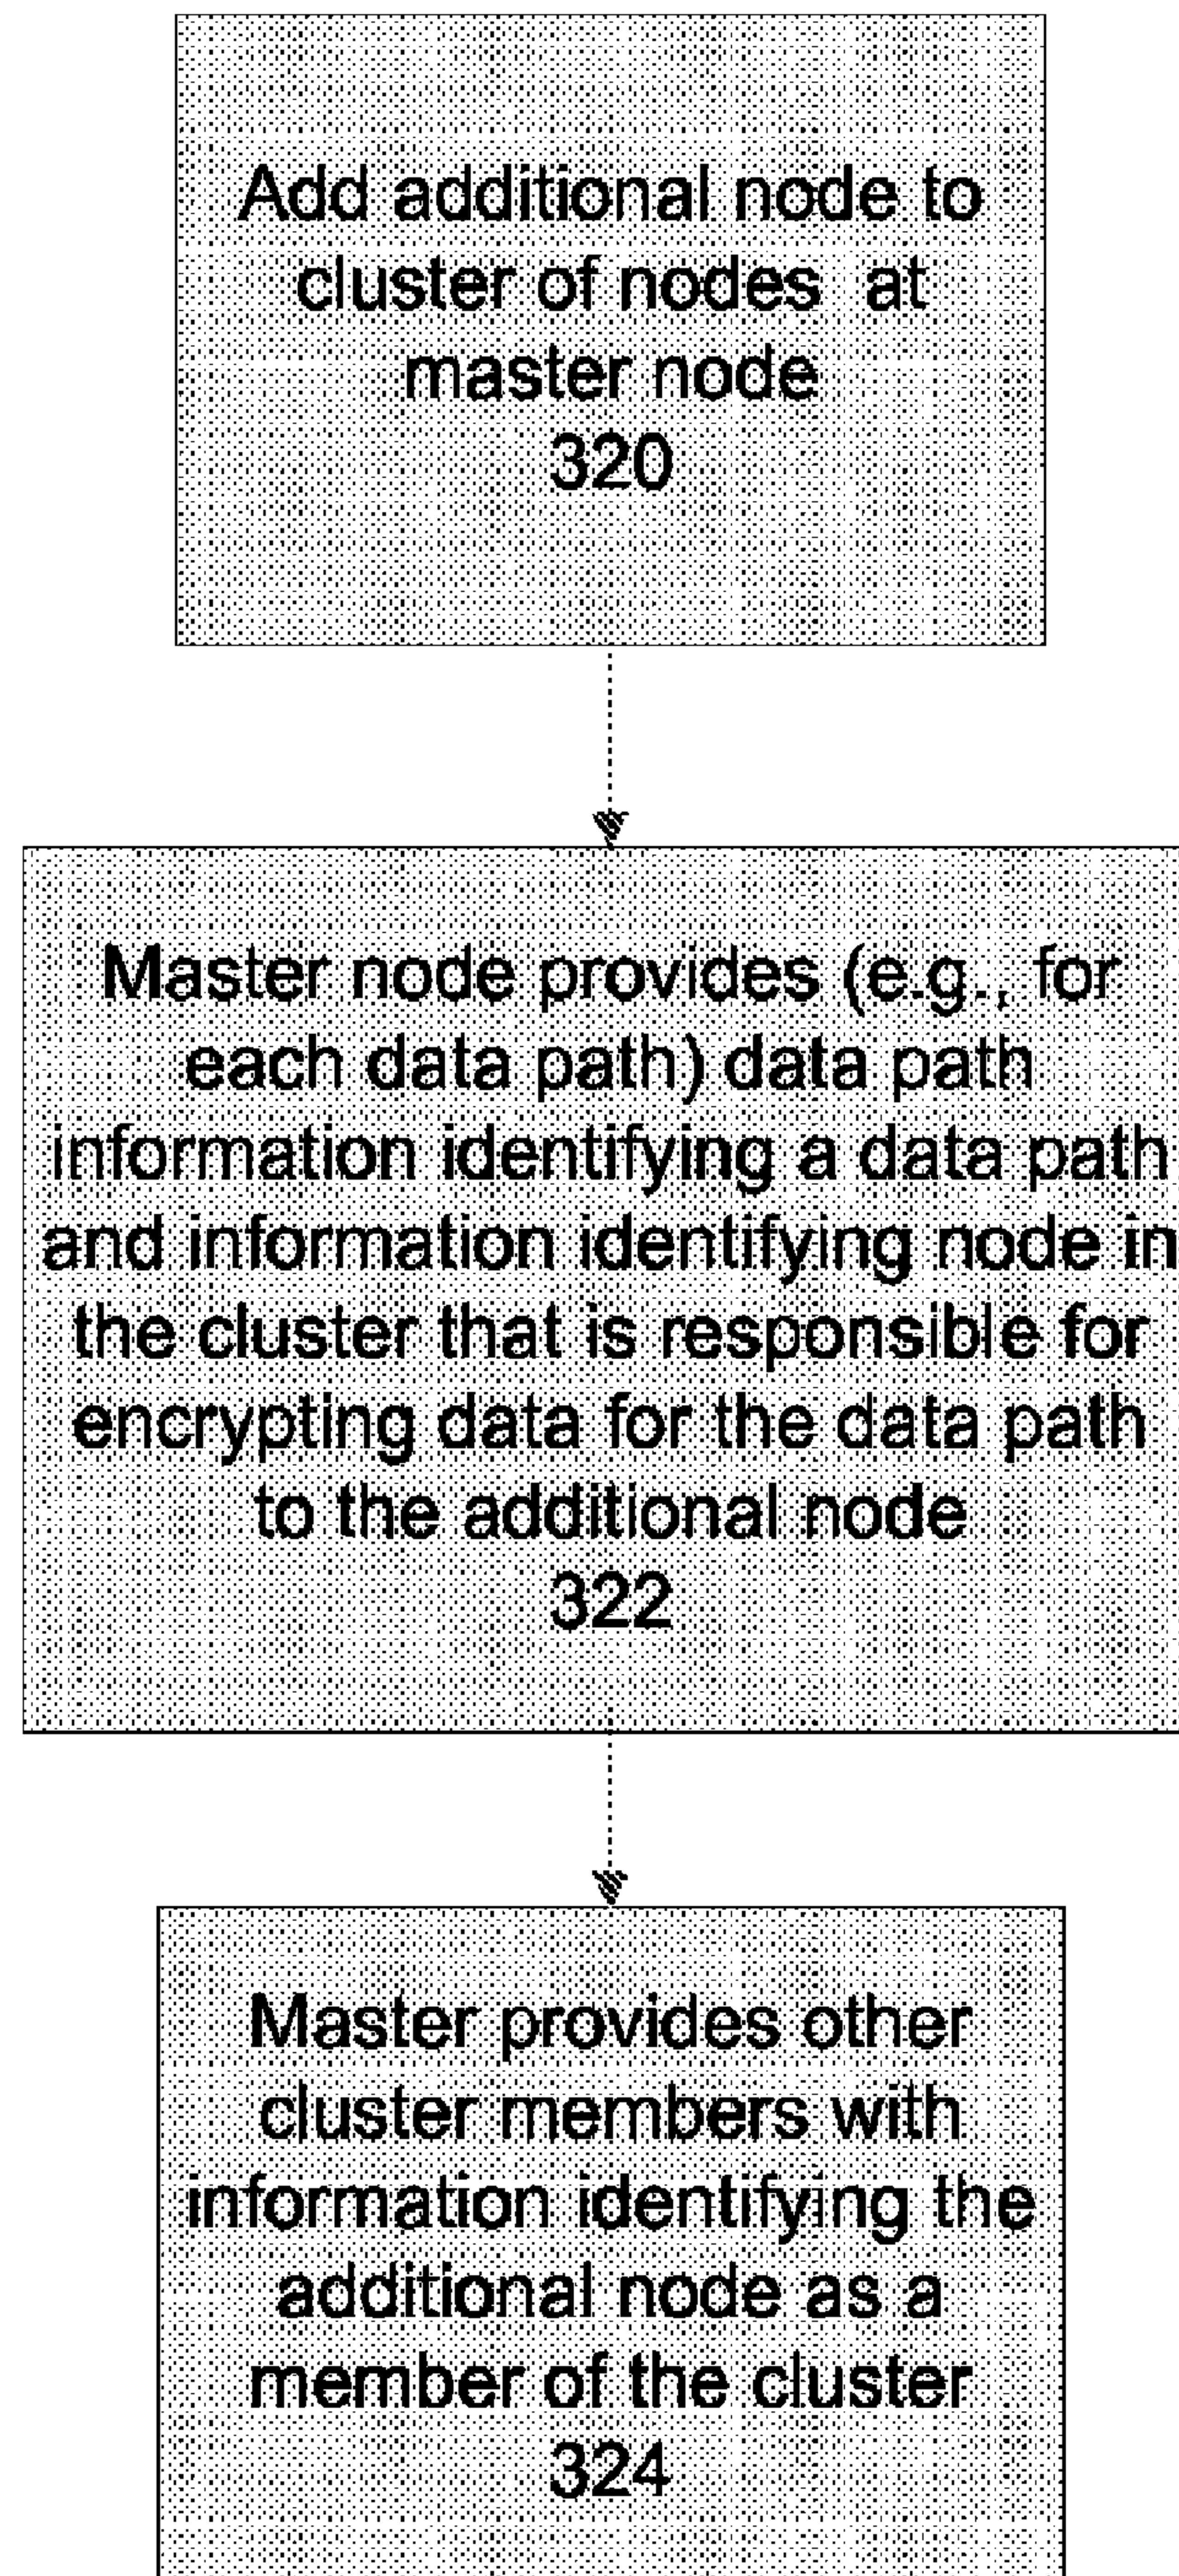 Add additional node to
cluster of nodes at
master node
320
Master node provides (e.g., for
each data path) data path
information identifying a data path
and information identifying node in
the cluster that is responsible for
encrypting data for the data path
to the additional node
322
Master provides other
cluster members with
information identifying the
additional node as a
member of the cluster
324